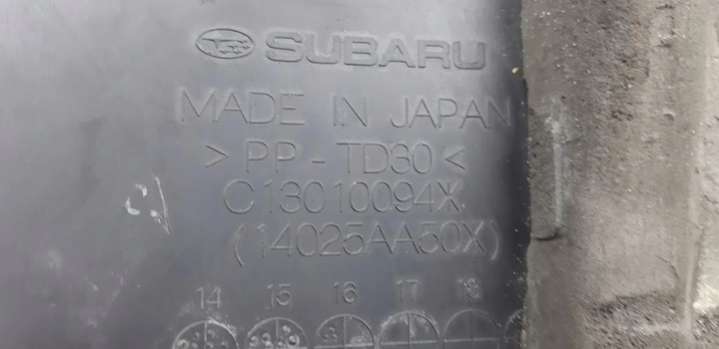 SUBARU
MADE IN JAPAN
> PP - TD30 <
C13010094X
(14025AA50X)
14 15 16 17 18